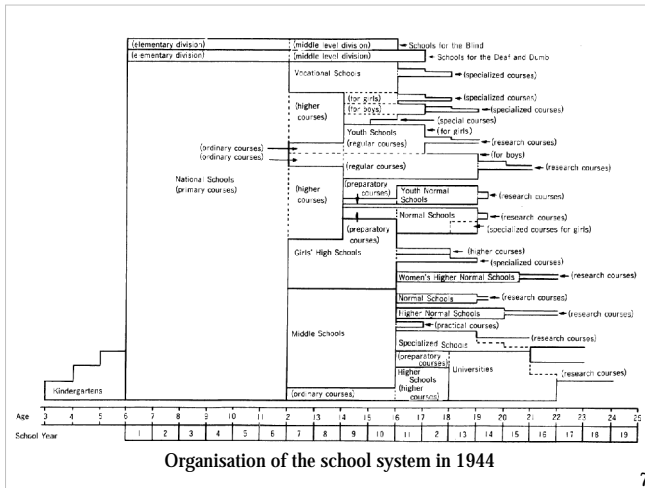 (elementary division) (middle level division) Schools for the Blind
(elementary division) (middle level division) Schools for the Deaf and Dumb
Vocational Schools (specialized courses)
(for girls) (specialized courses)
(higher courses) (for boys) (specialized courses)
(special courses)
Youth Schools (for girls)
(ordinary courses) (regular courses) (research courses)
(ordinary courses) (for boys)
(regular courses) (research courses)
National Schools
(primary courses)
(higher courses) (preparatory courses) Youth Normal Schools (research courses)
Normal Schools (research courses)
(preparatory courses) (specialized courses for girls)
Girls' High Schools (higher courses)
(specialized courses)
Women's Higher Normal Schools (research courses)
Normal Schools (research courses)
Higher Normal Schools (research courses)
(practical courses)
Middle Schools
Specialized Schools (research courses)
(preparatory courses) Universities
Higher Schools (research courses)
Kindergartens (ordinary courses) (higher courses)
Age 3 4 5 6 7 9 10 11 14 15 16 17 19 20 21 22 24 25
School Year 1 2 3 4 5 6 7 8 9 10 11 13 14 15 16 17 18 19
Organisation of the school system in 1944
7